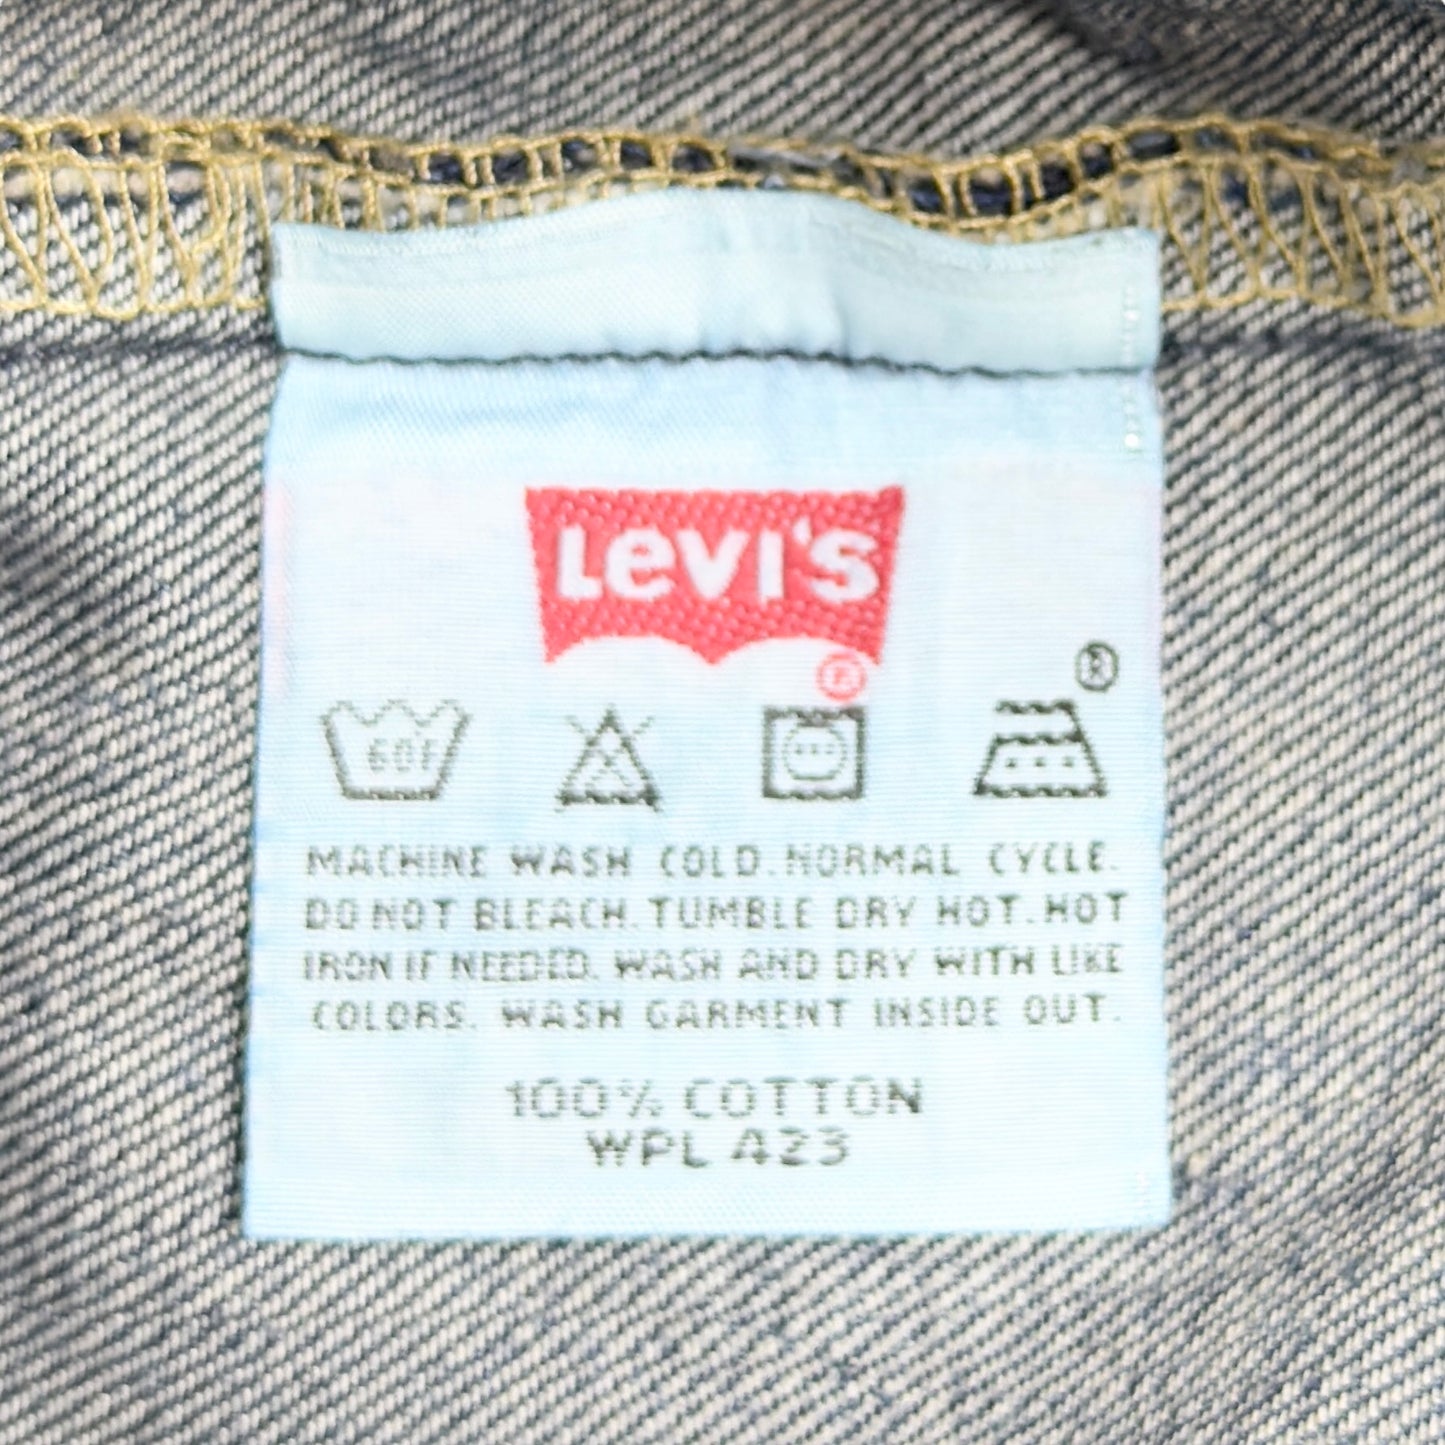 LEVI'S
®
®
60F
MACHINE WASH COLD. NORMAL CYCLE.
DO NOT BLEACH. TUMBLE DRY HOT. HOT
IRON IF NEEDED. WASH AND DRY WITH LIKE
COLORS. WASH GARMENT INSIDE OUT.
100% COTTON
WPL 423